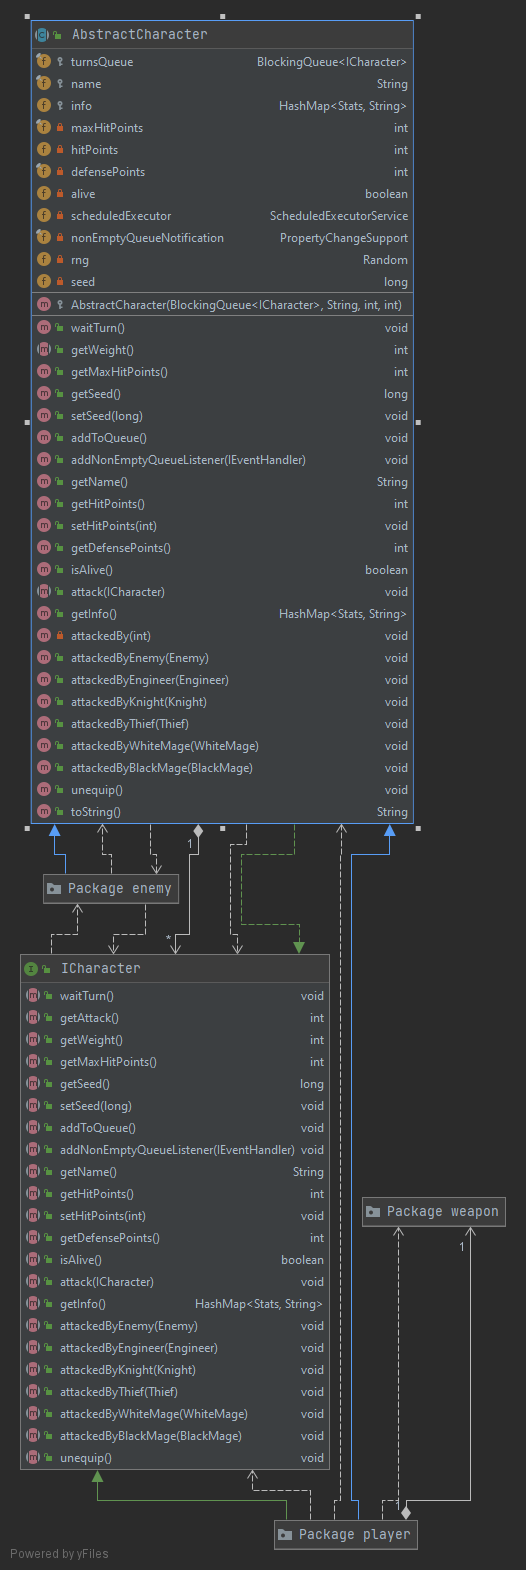 AbstractCharacter
turnsQueue BlockingQueue<ICharacter>
name String
info HashMap<Stats, String>
maxHitPoints int
hitPoints int
defensePoints int
alive boolean
scheduledExecutor ScheduledExecutorService
nonEmptyQueueNotification PropertyChangeSupport
rng Random
seed long
AbstractCharacter(BlockingQueue<ICharacter>, String, int, int)
waitTurn() void
getWeight() int
getMaxHitPoints() int
getSeed() long
setSeed(long) void
addToQueue() void
addNonEmptyQueueListener(IEventHandler) void
getName() String
getHitPoints() int
setHitPoints(int) void
getDefensePoints() int
isAlive() boolean
attack(ICharacter) void
getInfo() HashMap<Stats, String>
attackedBy(int) void
attackedByEnemy(Enemy) void
attackedByEngineer(Engineer) void
attackedByKnight(Knight) void
attackedByThief(Thief) void
attackedByWhiteMage(WhiteMage) void
attackedByBlackMage(BlackMage) void
unequip() void
toString() String
1
Package enemy
*
ICharacter
waitTurn() void
getAttack() int
getWeight() int
getMaxHitPoints() int
getSeed() long
setSeed(long) void
addToQueue() void
addNonEmptyQueueListener(IEventHandler) void
getName() String
getHitPoints() int
setHitPoints(int) void
getDefensePoints() int
isAlive() boolean
attack(ICharacter) void
getInfo() HashMap<Stats, String>
attackedByEnemy(Enemy) void
attackedByEngineer(Engineer) void
attackedByKnight(Knight) void
attackedByThief(Thief) void
attackedByWhiteMage(WhiteMage) void
attackedByBlackMage(BlackMage) void
unequip() void
Package weapon
1
1
Package player
Powered by yFiles